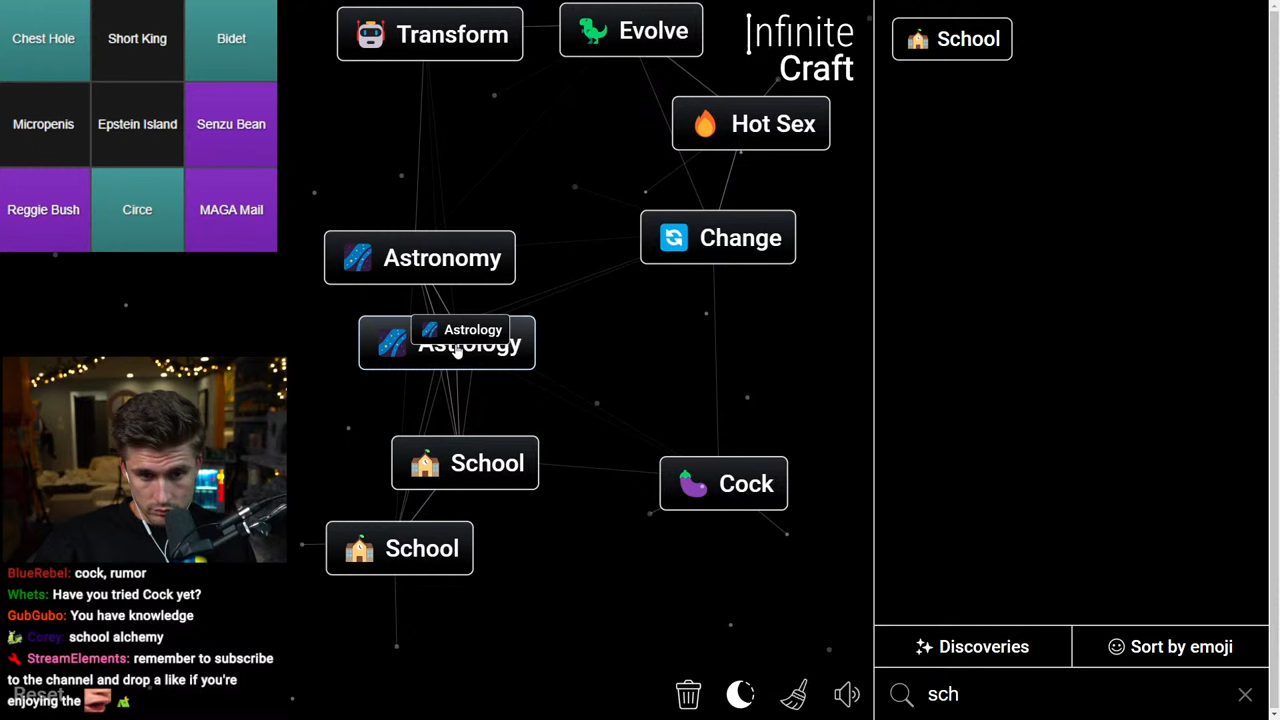 Chest Hole
Short King
Bidet
Micropenis
Epstein Island
Senzu Bean
Reggie Bush
Circe
MAGA Mail
Transform
Evolve
Infinite
Craft
Hot Sex
Astronomy
Change
Astrology
Astrology
School
Cock
School
School
BlueRebel: cock, rumor
Whets: Have you tried Cock yet?
GubGubo: You have knowledge
Corey: school alchemy
StreamElements: remember to subscribe
to the channel and drop a like if you're
enjoying the
Reset
Discoveries
Sort by emoji
sch